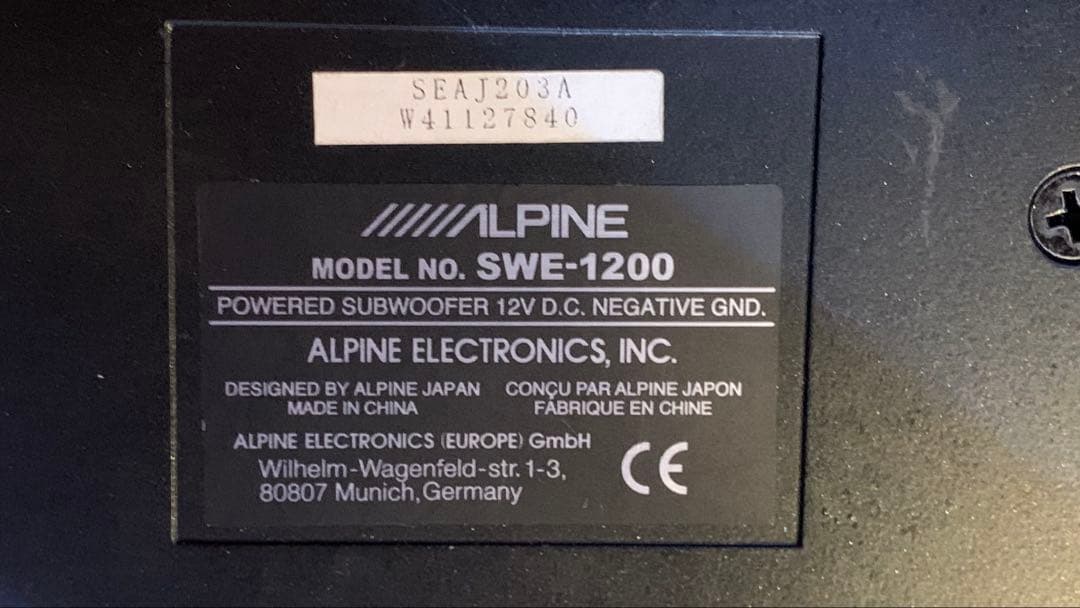 SEAJ203A
W41127840
ALPINE
MODEL NO. SWE-1200
POWERED SUBWOOFER 12V D.C. NEGATIVE GND.
ALPINE ELECTRONICS, INC.
DESIGNED BY ALPINE JAPAN CONÇU PAR ALPINE JAPON
MADE IN CHINA FABRIQUE EN CHINE
ALPINE ELECTRONICS (EUROPE) GmbH
Wilhelm-Wagenfeld-str. 1-3,
80807 Munich, Germany
CE